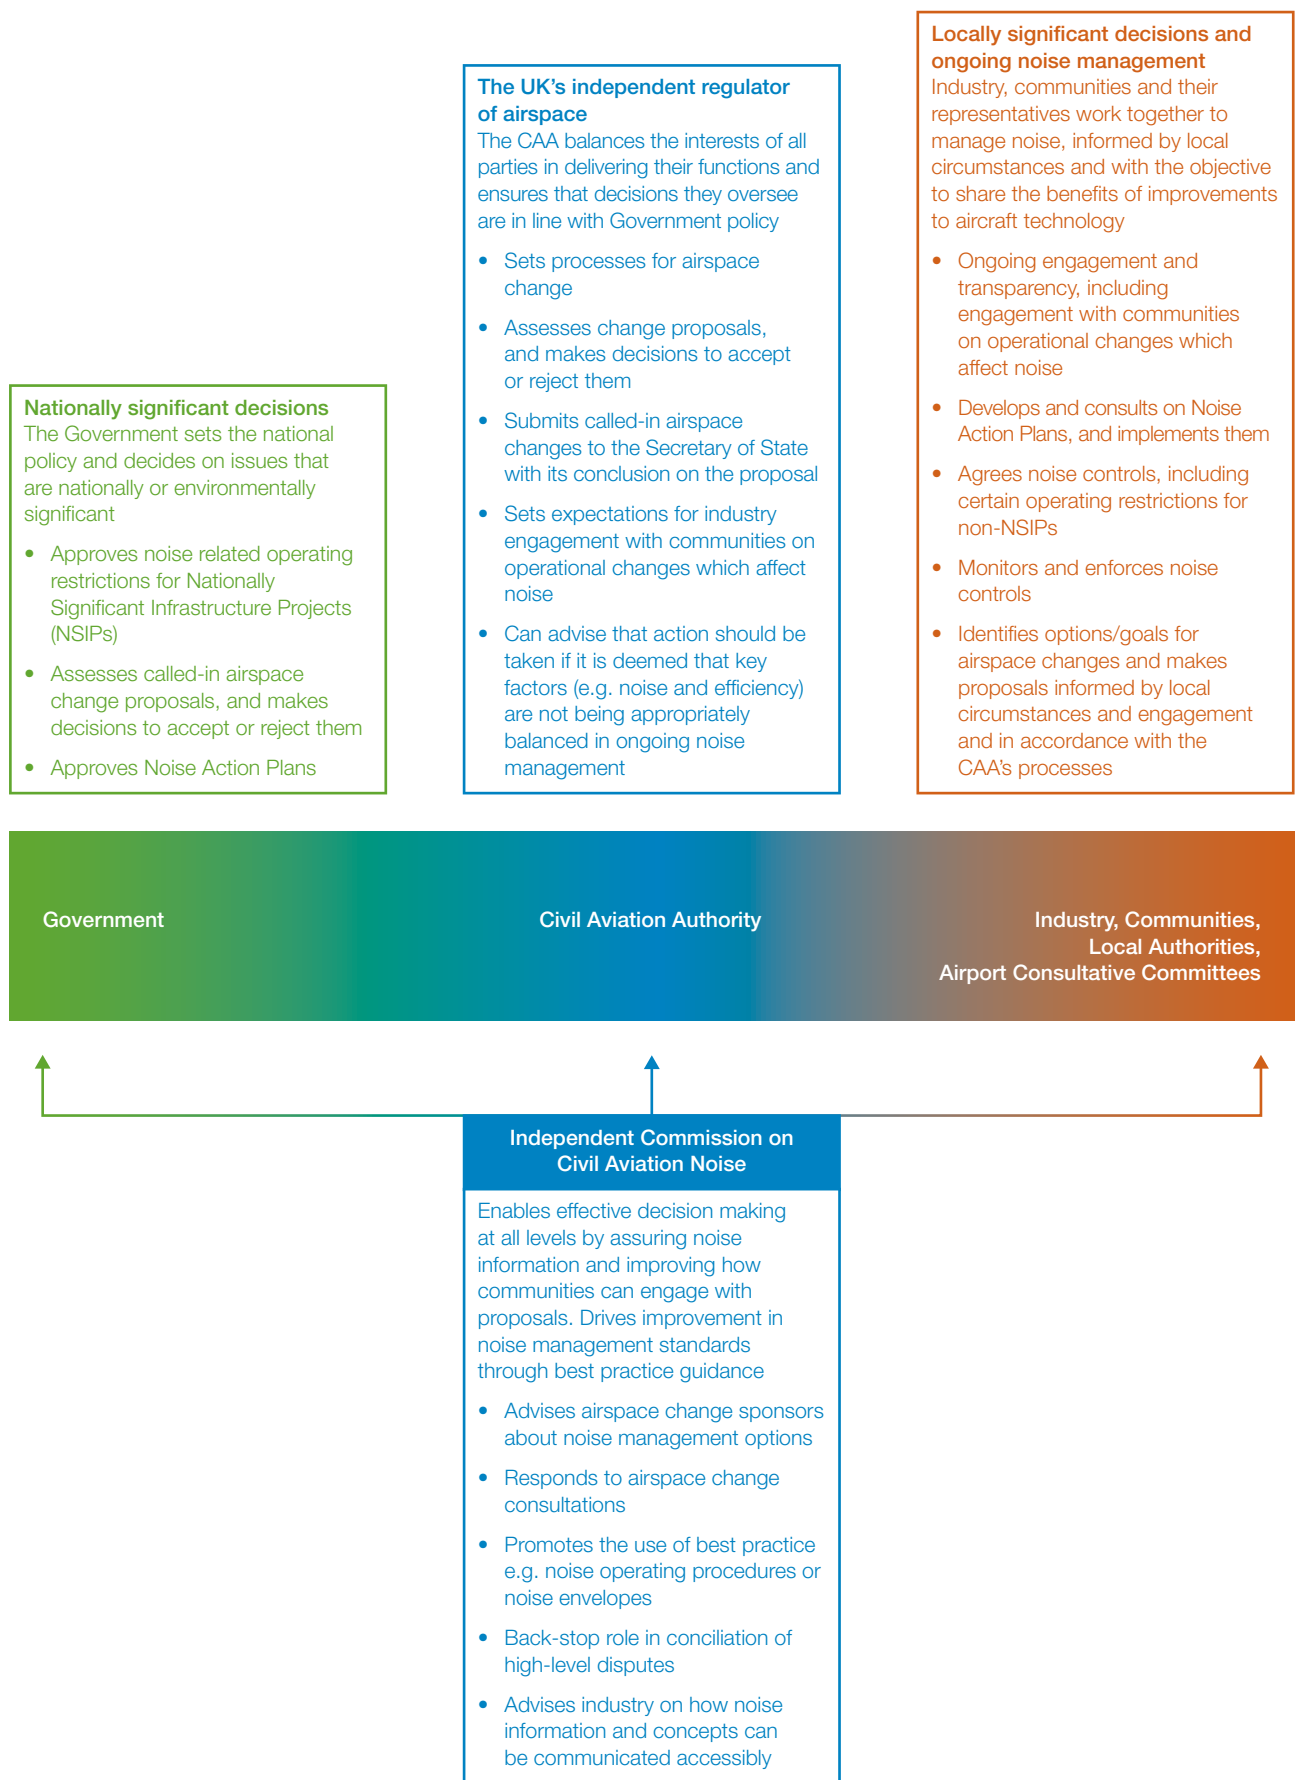 Nationally significant decisions
The Government sets the national
policy and decides on issues that
are nationally or environmentally
significant
• Approves noise related operating
restrictions for Nationally
Significant Infrastructure Projects
(NSIPs)
• Assesses called-in airspace
change proposals, and makes
decisions to accept or reject them
• Approves Noise Action Plans
The UK's independent regulator
of airspace
The CAA balances the interests of all
parties in delivering their functions and
ensures that decisions they oversee
are in line with Government policy
• Sets processes for airspace
change
• Assesses change proposals,
and makes decisions to accept
or reject them
• Submits called-in airspace
changes to the Secretary of State
with its conclusion on the proposal
• Sets expectations for industry
engagement with communities on
operational changes which affect
noise
• Can advise that action should be
taken if it is deemed that key
factors (e.g. noise and efficiency)
are not being appropriately
balanced in ongoing noise
management
Locally significant decisions and
ongoing noise management
Industry, communities and their
representatives work together to
manage noise, informed by local
circumstances and with the objective
to share the benefits of improvements
to aircraft technology
• Ongoing engagement and
transparency, including
engagement with communities
on operational changes which
affect noise
• Develops and consults on Noise
Action Plans, and implements them
• Agrees noise controls, including
certain operating restrictions for
non-NSIPs
• Monitors and enforces noise
controls
• Identifies options/goals for
airspace changes and makes
proposals informed by local
circumstances and engagement
and in accordance with the
CAA's processes
Government
Civil Aviation Authority
Industry, Communities,
Local Authorities,
Airport Consultative Committees
Independent Commission on
Civil Aviation Noise
Enables effective decision making
at all levels by assuring noise
information and improving how
communities can engage with
proposals. Drives improvement in
noise management standards
through best practice guidance
• Advises airspace change sponsors
about noise management options
• Responds to airspace change
consultations
• Promotes the use of best practice
e.g. noise operating procedures or
noise envelopes
• Back-stop role in conciliation of
high-level disputes
• Advises industry on how noise
information and concepts can
be communicated accessibly